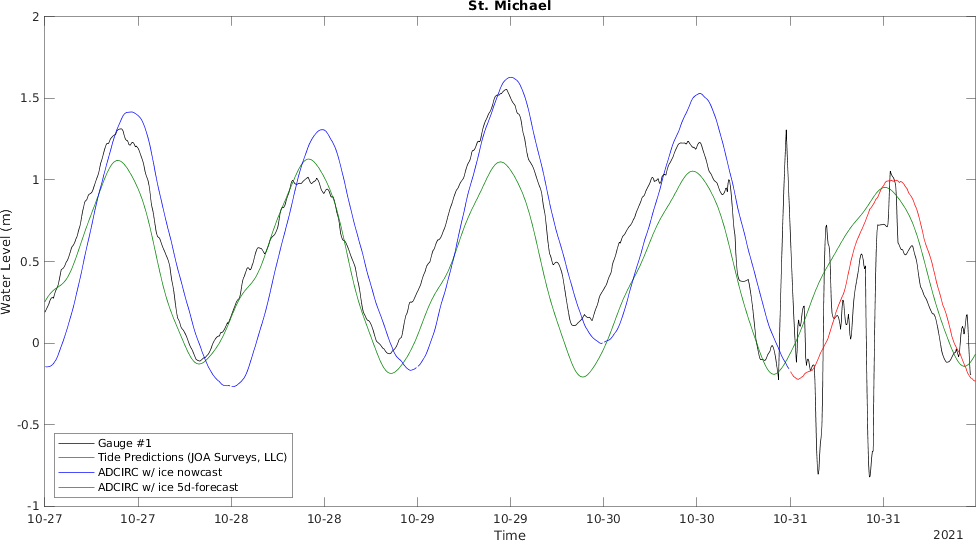 St. Michael
2
1.5
1
0.5
0
-0.5
-1
Water Level (m)
Gauge #1
Tide Predictions (JOA Surveys, LLC)
ADCIRC w/ ice nowcast
ADCIRC w/ ice 5d-forecast
10-27 10-27 10-28 10-28 10-29 10-29 10-30 10-30 10-31 10-31
Time
2021